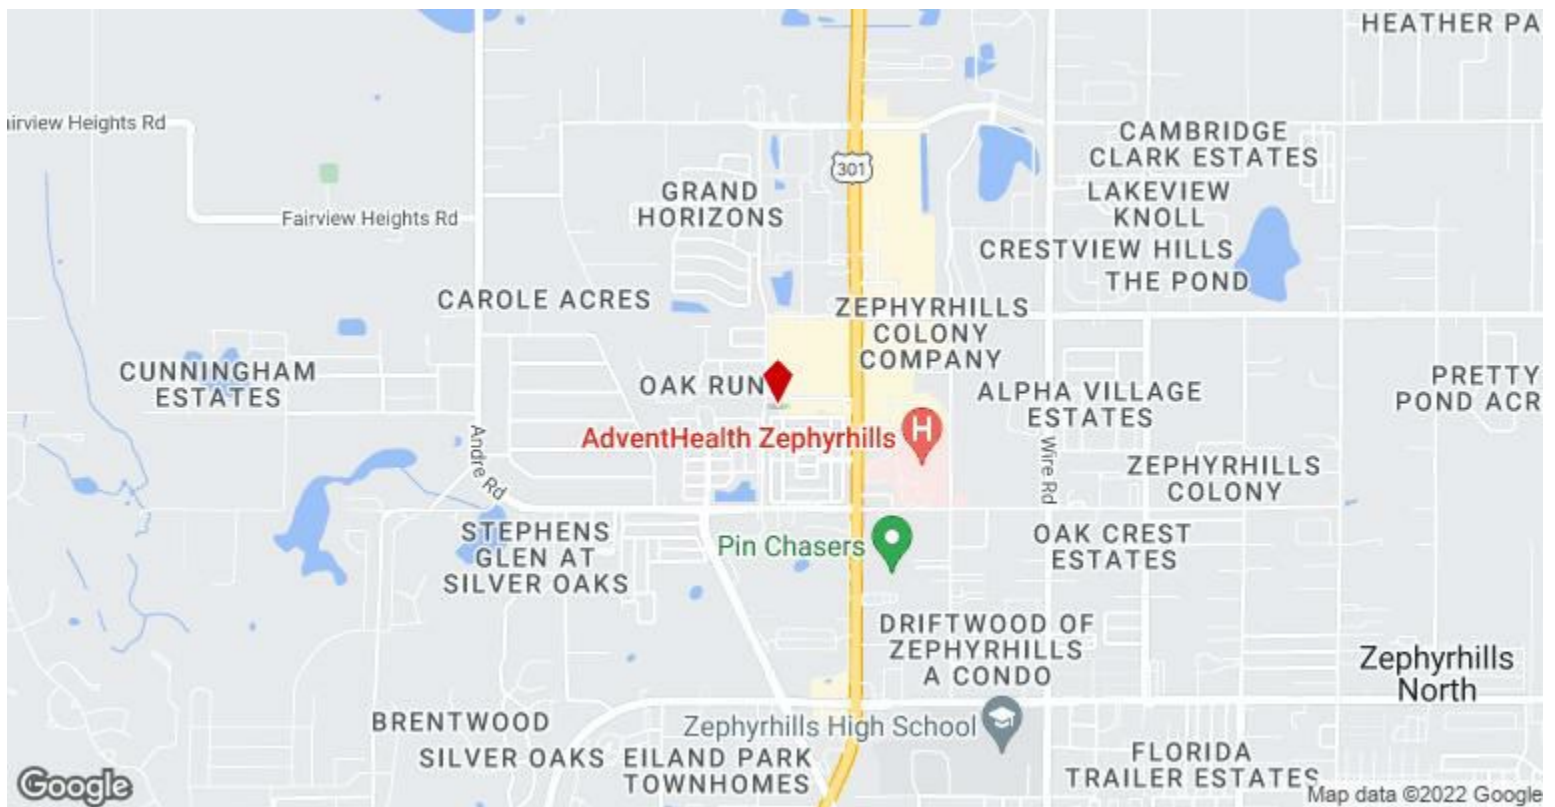 HEATHER PA
airview Heights Rd
CAMBRIDGE
CLARK ESTATES
301
GRAND
HORIZONS
LAKEVIEW
KNOLL
Fairview Heights Rd
CRESTVIEW HILLS
THE POND
CAROLE ACRES
ZEPHYRHILLS
COLONY
COMPANY
CUNNINGHAM
ESTATES
OAK RUN
ALPHA VILLAGE
ESTATES
PRETTY
POND ACR
AdventHealth Zephyrhills
H
Andre Rd
Wire Rd
ZEPHYRHILLS
COLONY
STEPHENS
GLEN AT
SILVER OAKS
Pin Chasers
OAK CREST
ESTATES
DRIFTWOOD OF
ZEPHYRHILLS
A CONDO
Zephyrhills
North
BRENTWOOD
Zephyrhills High School
SILVER OAKS
EILAND PARK
TOWNHOMES
FLORIDA
TRAILER ESTATES
Google
Map data ©2022 Google